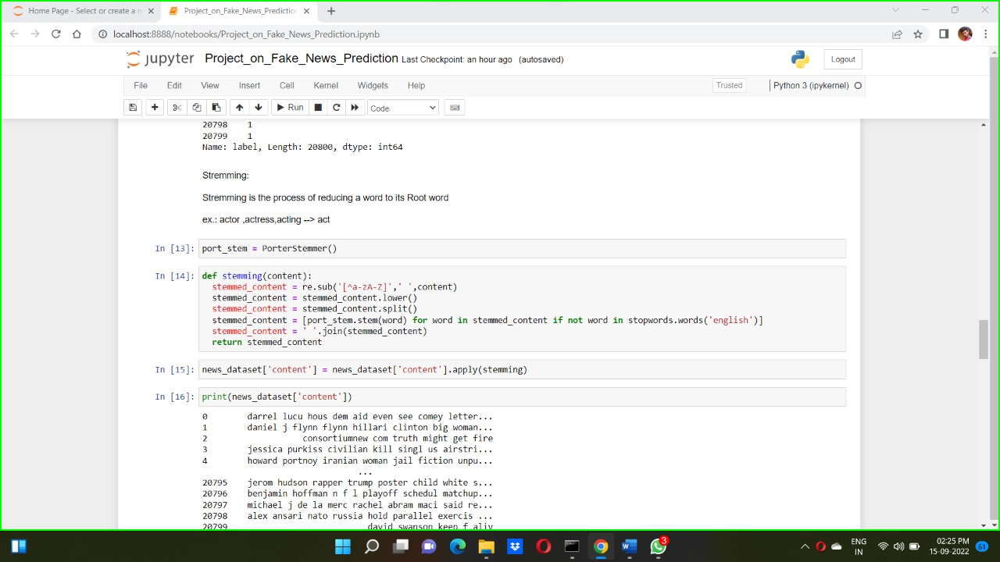 Home Page - Select or create a n
Project_on_Fake_News_Predictio
localhost:8888/notebooks/Project_on_Fake_News_Prediction.ipynb
jupyter Project_on_Fake_News_Prediction Last Checkpoint: an hour ago (autosaved)
Logout
File Edit View Insert Cell Kernel Widgets Help
Trusted
Python 3 (ipykernel)
Run
Code
20798 1
20799 1
Name: label, Length: 20800, dtype: int64
Stremming:
Stremming is the process of reducing a word to its Root word
ex.: actor ,actress,acting --> act
In [13]: port_stem = PorterStemmer()
In [14]: def stemming(content):
stemmed_content = re.sub('[^a-zA-Z]',' ',content)
stemmed_content = stemmed_content.lower()
stemmed_content = stemmed_content.split()
stemmed_content = [port_stem.stem(word) for word in stemmed_content if not word in stopwords.words('english')]
stemmed_content = ' '.join(stemmed_content)
return stemmed_content
In [15]: news_dataset['content'] = news_dataset['content'].apply(stemming)
In [16]: print(news_dataset['content'])
0 darrel lucu hous dem aid even see comey letter...
1 daniel j flynn flynn hillari clinton big woman...
2 consortiumnew com truth might get fire
3 jessica purkiss civilian kill singl us airstri...
4 howard portnoy iranian woman jail fiction unpu...
...
20795 jerom hudson rapper trump poster child white s...
20796 benjamin hoffman n f l playoff schedul matchup...
20797 michael j de la merc rachel abram maci said re...
20798 alex ansari nato russia hold parallel exercis ...
20799 david swanson keep f aliv
3
ENG
IN
02:25 PM
15-09-2022
61